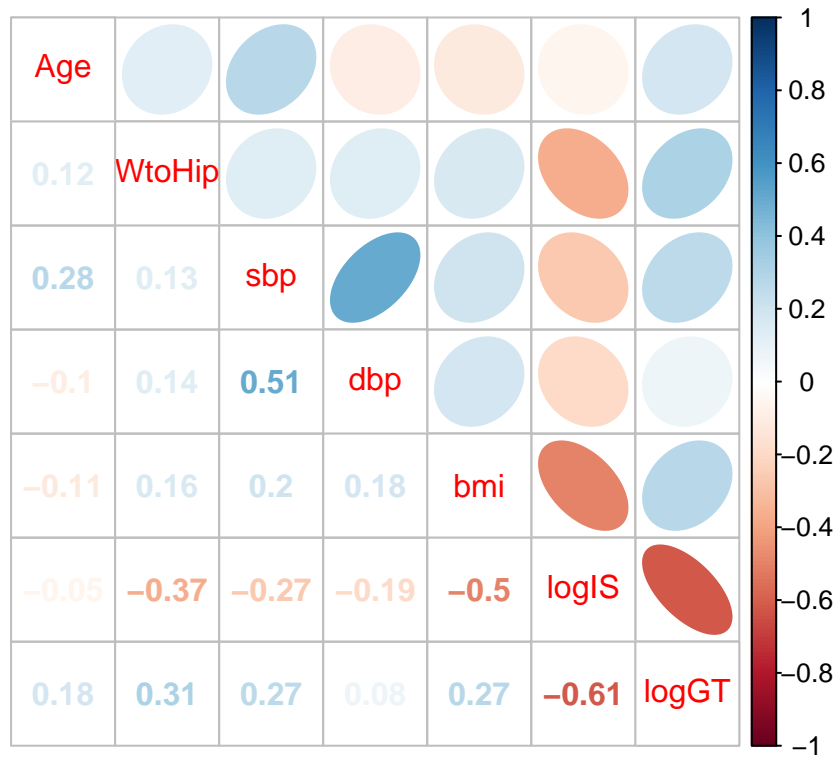 Age
0.12 WtoHip
0.28 0.13 sbp
−0.1 0.14 0.51 dbp
−0.11 0.16 0.2 0.18 bmi
−0.05 −0.37 −0.27 −0.19 −0.5 logIS
0.18 0.31 0.27 0.08 0.27 −0.61 logGT
1
0.8
0.6
0.4
0.2
0
−0.2
−0.4
−0.6
−0.8
−1